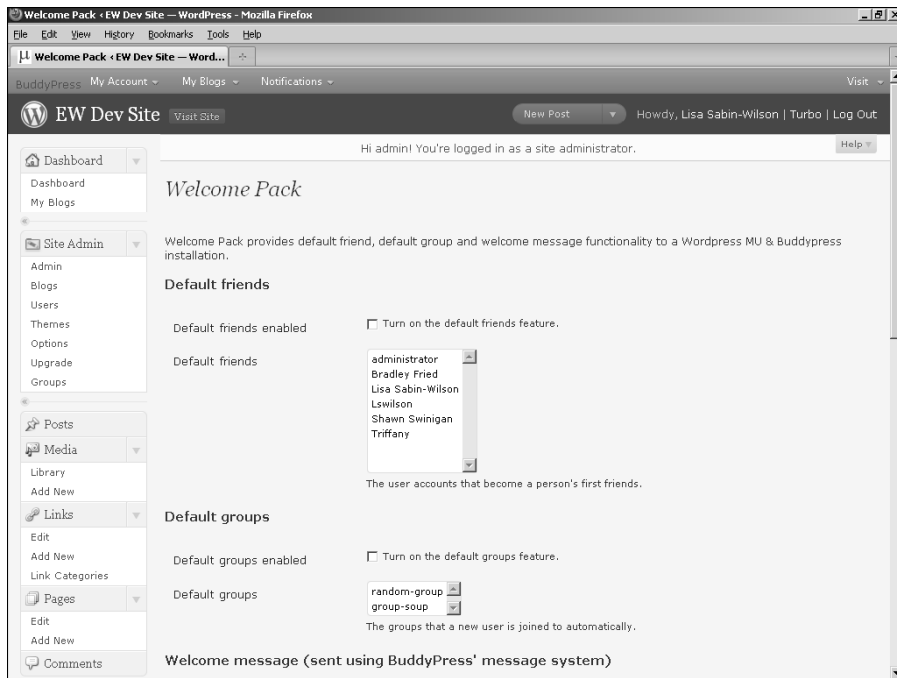 Welcome Pack ‹ EW Dev Site — WordPress - Mozilla Firefox
File Edit View History Bookmarks Tools Help
Welcome Pack ‹ EW Dev Site — Word...
BuddyPress My Account My Blogs Notifications Visit
EW Dev Site Visit Site New Post Howdy, Lisa Sabin-Wilson | Turbo | Log Out
Hi admin! You're logged in as a site administrator. Help
Dashboard
Dashboard
My Blogs
Site Admin
Admin
Blogs
Users
Themes
Options
Upgrade
Groups
Posts
Media
Library
Add New
Links
Edit
Add New
Link Categories
Pages
Edit
Add New
Comments
Welcome Pack
Welcome Pack provides default friend, default group and welcome message functionality to a Wordpress MU & Buddypress
installation.
Default friends
Default friends enabled Turn on the default friends feature.
Default friends
administrator
Bradley Fried
Lisa Sabin-Wilson
Lswilson
Shawn Swinigan
Triffany
The user accounts that become a person's first friends.
Default groups
Default groups enabled Turn on the default groups feature.
Default groups
random-group
group-soup
The groups that a new user is joined to automatically.
Welcome message (sent using BuddyPress' message system)